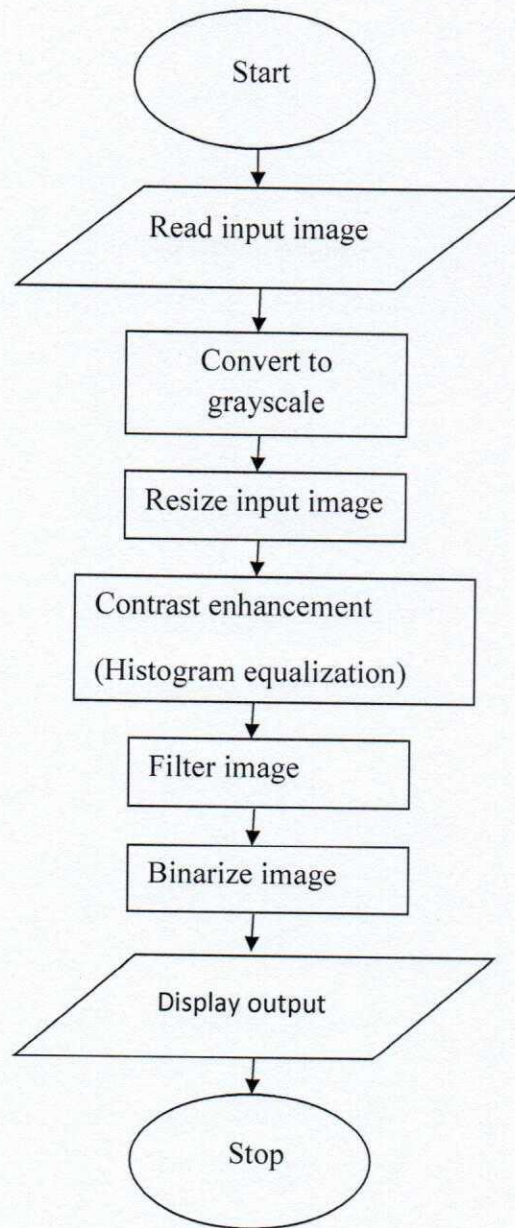 Start
Read input image
Convert to
grayscale
Resize input image
Contrast enhancement
(Histogram equalization)
Filter image
Binarize image
Display output
Stop